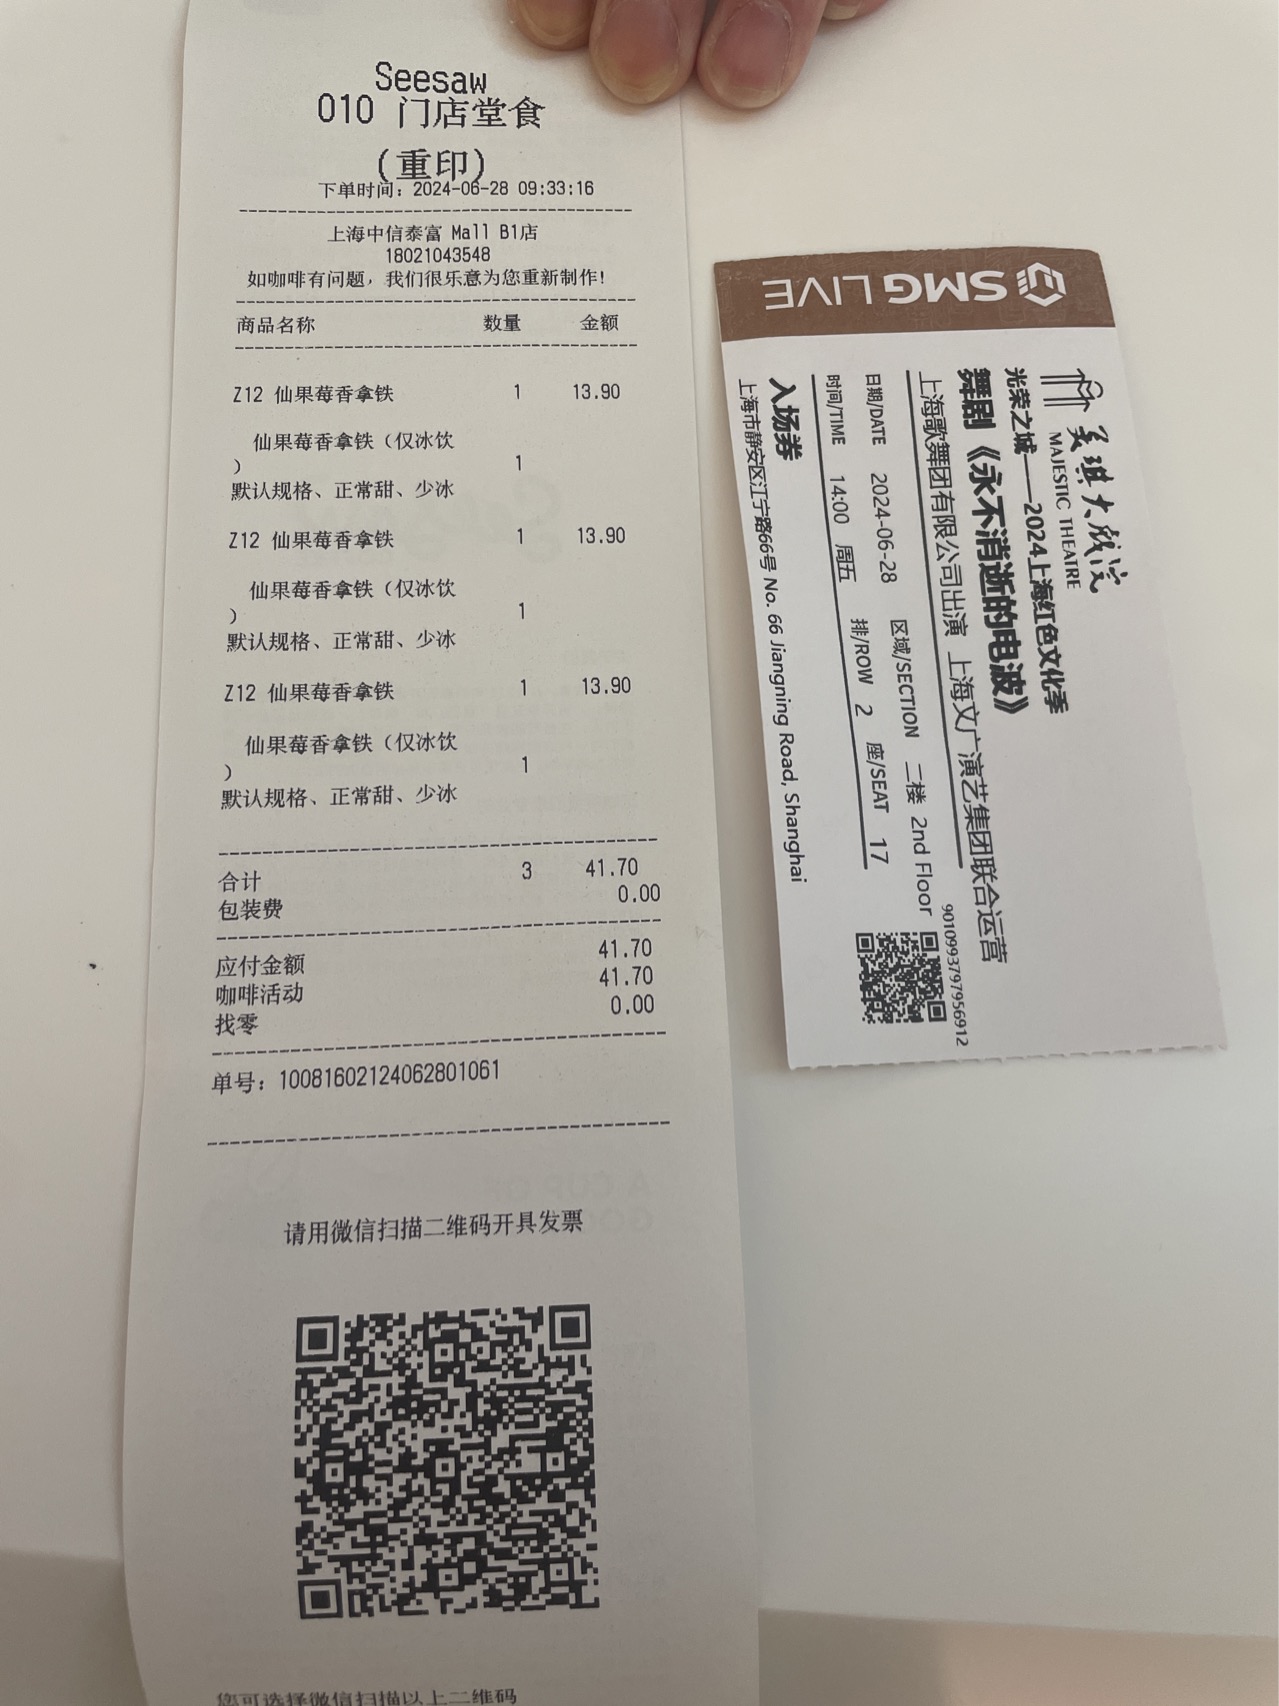 Seesaw
010 门店堂食
(重印)
下单时间：2024-06-28 09:33:16
上海中信泰富 Mall B1店
18021043548
如咖啡有问题，我们很乐意为您重新制作!
商品名称 数量 金额
Z12 仙果莓香拿铁 1 13.90
仙果莓香拿铁（仅冰饮
） 1
默认规格、正常甜、少冰
Z12 仙果莓香拿铁 1 13.90
仙果莓香拿铁（仅冰饮
） 1
默认规格、正常甜、少冰
Z12 仙果莓香拿铁 1 13.90
仙果莓香拿铁（仅冰饮
） 1
默认规格、正常甜、少冰
合计 3 41.70
包装费 0.00
应付金额 41.70
咖啡活动 41.70
找零 0.00
单号：10081602124062801061
请用微信扫描二维码开具发票
您可选择微信扫描以上二维码
SMG LIVE
美琪大戏院
MAJESTIC THEATRE
光荣之城——2024上海红色文化季
舞剧《永不消逝的电波》
上海歌舞团有限公司出演 上海文广演艺集团联合运营
日期/DATE 2024-06-28 区域/SECTION 二楼 2nd Floor
时间/TIME 14:00 周五 排/ROW 2 座/SEAT 17
入场券
上海市静安区江宁路66号 No. 66 Jiangning Road, Shanghai
9010993797956912